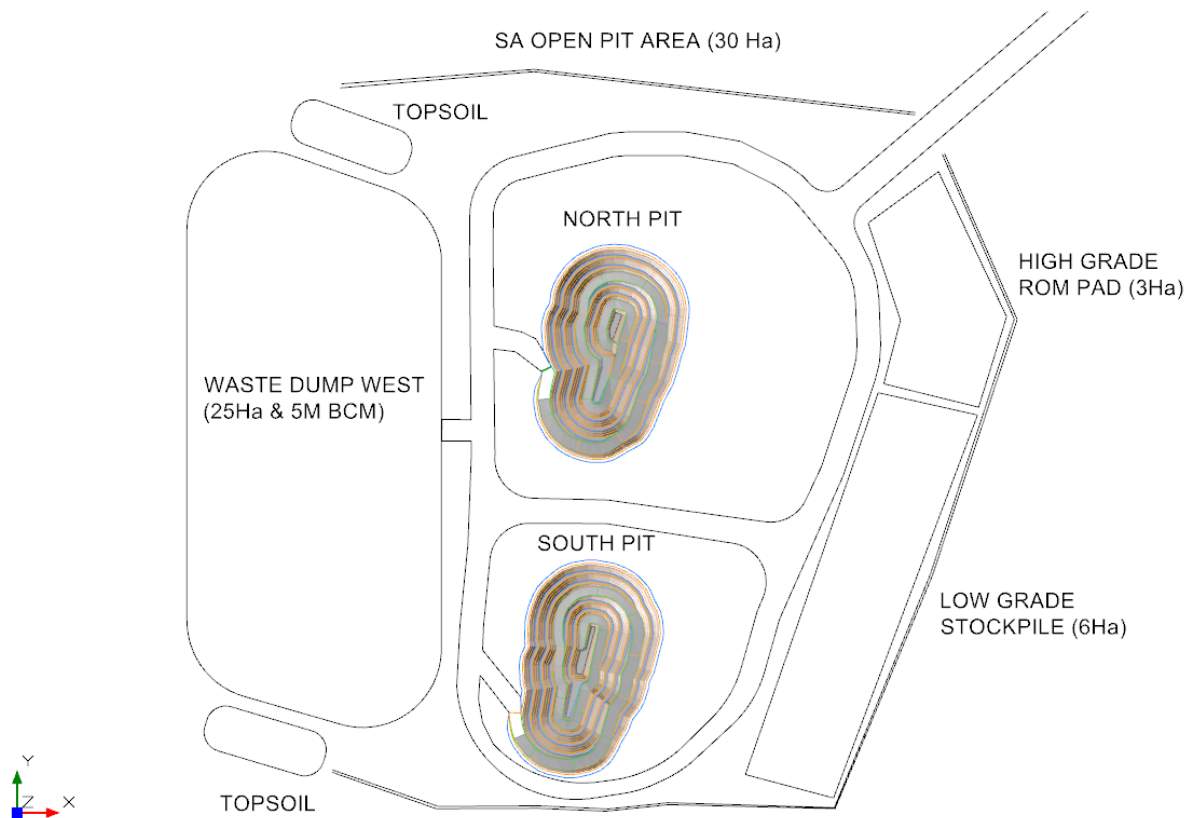 SA OPEN PIT AREA (30 Ha)
TOPSOIL
NORTH PIT
HIGH GRADE
ROM PAD (3Ha)
WASTE DUMP WEST
(25Ha & 5M BCM)
SOUTH PIT
LOW GRADE
STOCKPILE (6Ha)
TOPSOIL
Y
Z
X